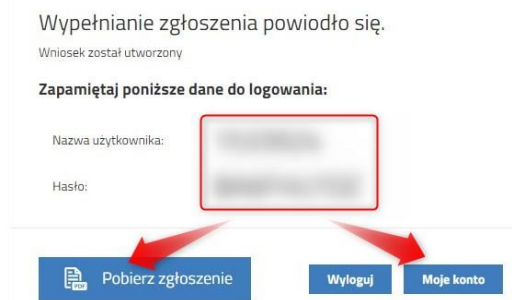 Wypełnianie zgłoszenia powiodło się.
Wniosek został utworzony
Zapamiętaj poniższe dane do logowania:
Nazwa użytkownika:
Hasło:
PDF Pobierz zgłoszenie Wyloguj Moje konto